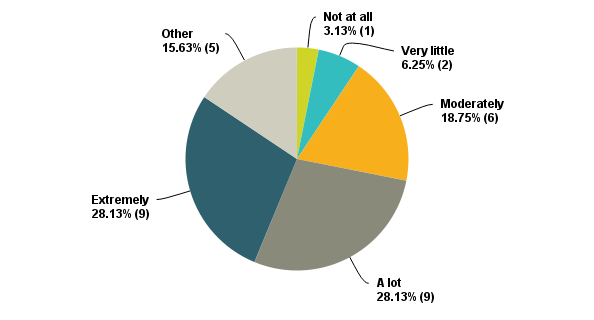 Not at all
3.13% (1)
Very little
6.25% (2)
Moderately
18.75% (6)
A lot
28.13% (9)
Extremely
28.13% (9)
Other
15.63% (5)